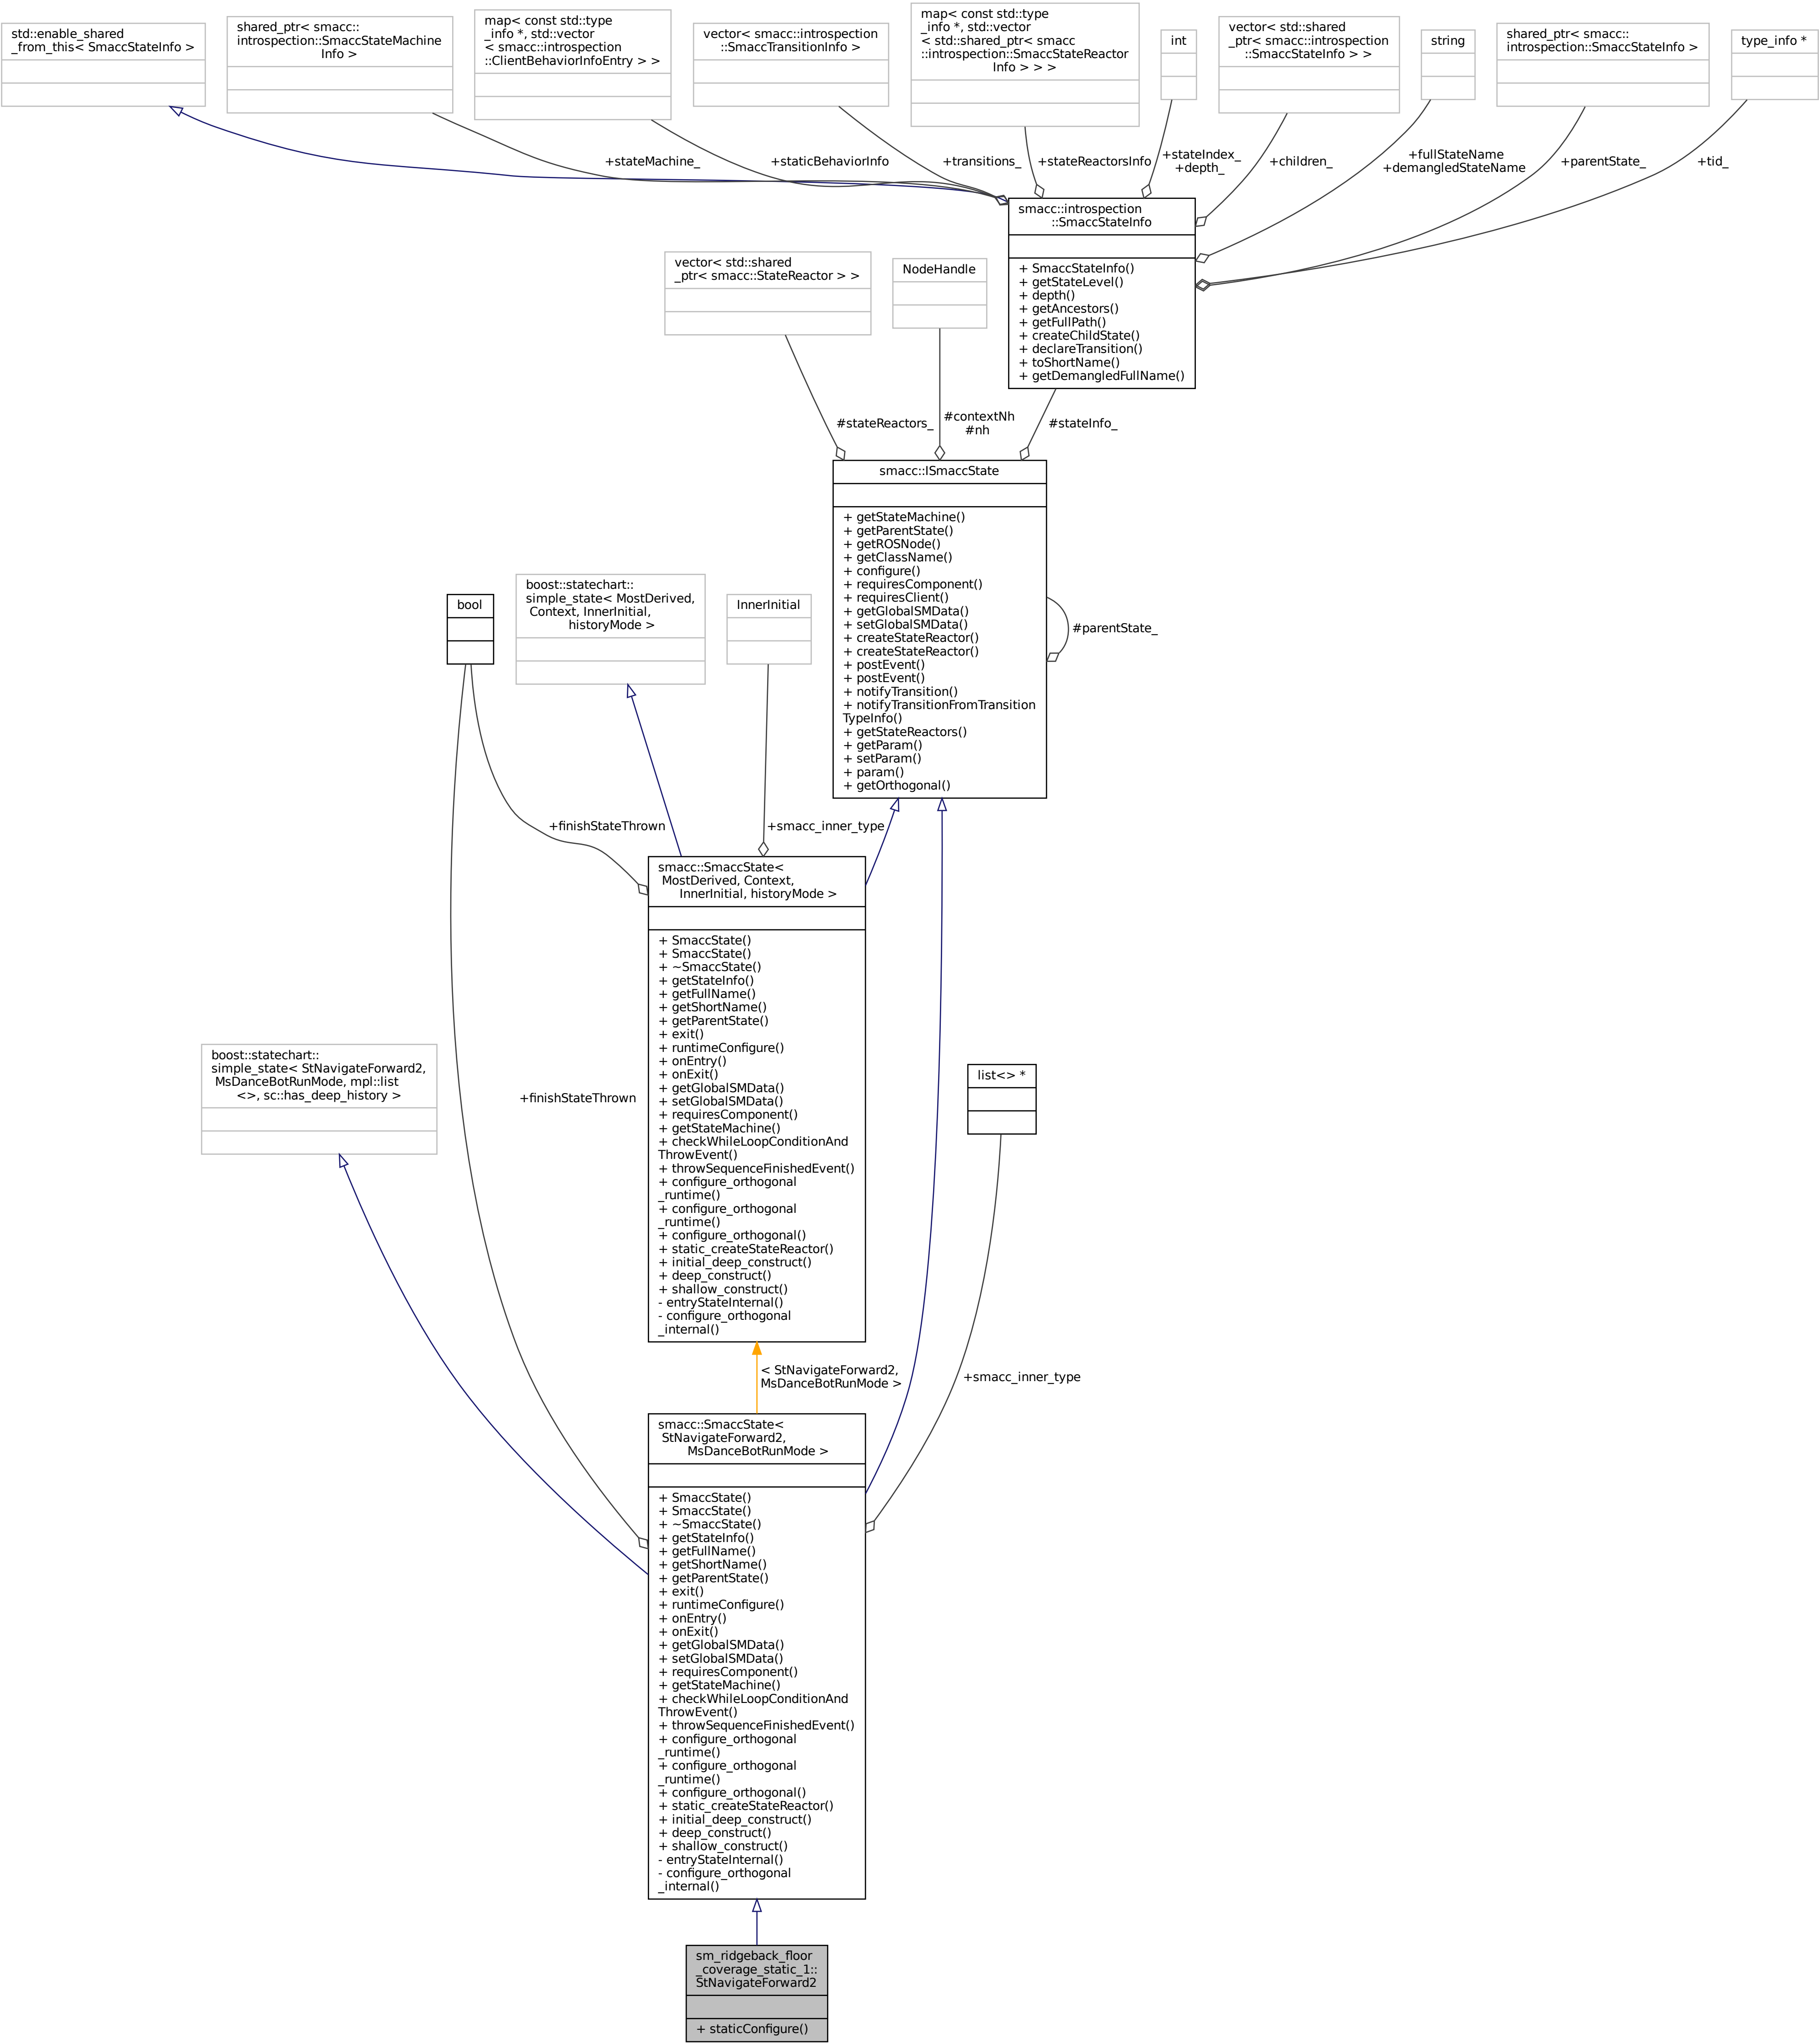 std::enable_shared
_from_this< SmaccStateInfo >
shared_ptr< smacc::
introspection::SmaccStateMachine
Info >
map< const std::type
_info *, std::vector
< smacc::introspection
::ClientBehaviorInfoEntry > >
vector< smacc::introspection
::SmaccTransitionInfo >
map< const std::type
_info *, std::vector
< std::shared_ptr< smacc
::introspection::SmaccStateReactor
Info > > >
int
vector< std::shared
_ptr< smacc::introspection
::SmaccStateInfo > >
string
shared_ptr< smacc::
introspection::SmaccStateInfo >
type_info *
+stateMachine_
+staticBehaviorInfo
+transitions_
+stateReactorsInfo
+stateIndex_
+depth_
+children_
+fullStateName
+demangledStateName
+parentState_
+tid_
smacc::introspection
::SmaccStateInfo
+ SmaccStateInfo()
+ getStateLevel()
+ depth()
+ getAncestors()
+ getFullPath()
+ createChildState()
+ declareTransition()
+ toShortName()
+ getDemangledFullName()
vector< std::shared
_ptr< smacc::StateReactor > >
NodeHandle
#stateReactors_
#contextNh
#nh
#stateInfo_
smacc::ISmaccState
+ getStateMachine()
+ getParentState()
+ getROSNode()
+ getClassName()
+ configure()
+ requiresComponent()
+ requiresClient()
+ getGlobalSMData()
+ setGlobalSMData()
+ createStateReactor()
+ createStateReactor()
+ postEvent()
+ postEvent()
+ notifyTransition()
+ notifyTransitionFromTransition
TypeInfo()
+ getStateReactors()
+ getParam()
+ setParam()
+ param()
+ getOrthogonal()
#parentState_
bool
boost::statechart::
simple_state< MostDerived,
Context, InnerInitial,
historyMode >
InnerInitial
+finishStateThrown
+smacc_inner_type
smacc::SmaccState<
MostDerived, Context,
InnerInitial, historyMode >
+ SmaccState()
+ SmaccState()
+ ~SmaccState()
+ getStateInfo()
+ getFullName()
+ getShortName()
+ getParentState()
+ exit()
+ runtimeConfigure()
+ onEntry()
+ onExit()
+ getGlobalSMData()
+ setGlobalSMData()
+ requiresComponent()
+ getStateMachine()
+ checkWhileLoopConditionAnd
ThrowEvent()
+ throwSequenceFinishedEvent()
+ configure_orthogonal
_runtime()
+ configure_orthogonal
_runtime()
+ configure_orthogonal()
+ static_createStateReactor()
+ initial_deep_construct()
+ deep_construct()
+ shallow_construct()
- entryStateInternal()
- configure_orthogonal
_internal()
boost::statechart::
simple_state< StNavigateForward2,
MsDanceBotRunMode, mpl::list
<>, sc::has_deep_history >
+finishStateThrown
list<> *
< StNavigateForward2,
MsDanceBotRunMode >
+smacc_inner_type
smacc::SmaccState<
StNavigateForward2,
MsDanceBotRunMode >
+ SmaccState()
+ SmaccState()
+ ~SmaccState()
+ getStateInfo()
+ getFullName()
+ getShortName()
+ getParentState()
+ exit()
+ runtimeConfigure()
+ onEntry()
+ onExit()
+ getGlobalSMData()
+ setGlobalSMData()
+ requiresComponent()
+ getStateMachine()
+ checkWhileLoopConditionAnd
ThrowEvent()
+ throwSequenceFinishedEvent()
+ configure_orthogonal
_runtime()
+ configure_orthogonal
_runtime()
+ configure_orthogonal()
+ static_createStateReactor()
+ initial_deep_construct()
+ deep_construct()
+ shallow_construct()
- entryStateInternal()
- configure_orthogonal
_internal()
sm_ridgeback_floor
_coverage_static_1::
StNavigateForward2
+ staticConfigure()